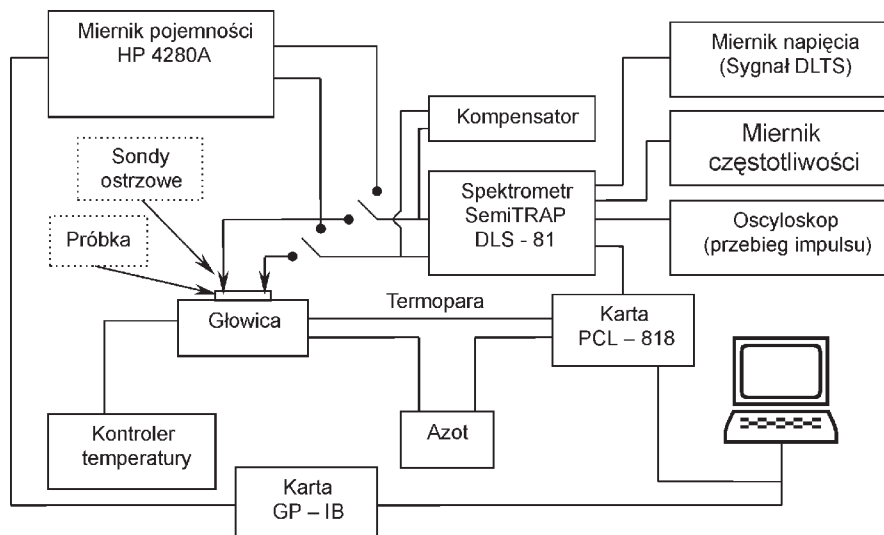 Miernik pojemności
HP 4280A
Miernik napięcia
(Sygnał DLTS)
Kompensator
Miernik
częstotliwości
Sondy
ostrzowe
Spektrometr
SemiTRAP
DLS - 81
Oscyloskop
(przebieg impulsu)
Próbka
Termopara
Głowica
Karta
PCL – 818
Kontroler
temperatury
Azot
Karta
GP – IB